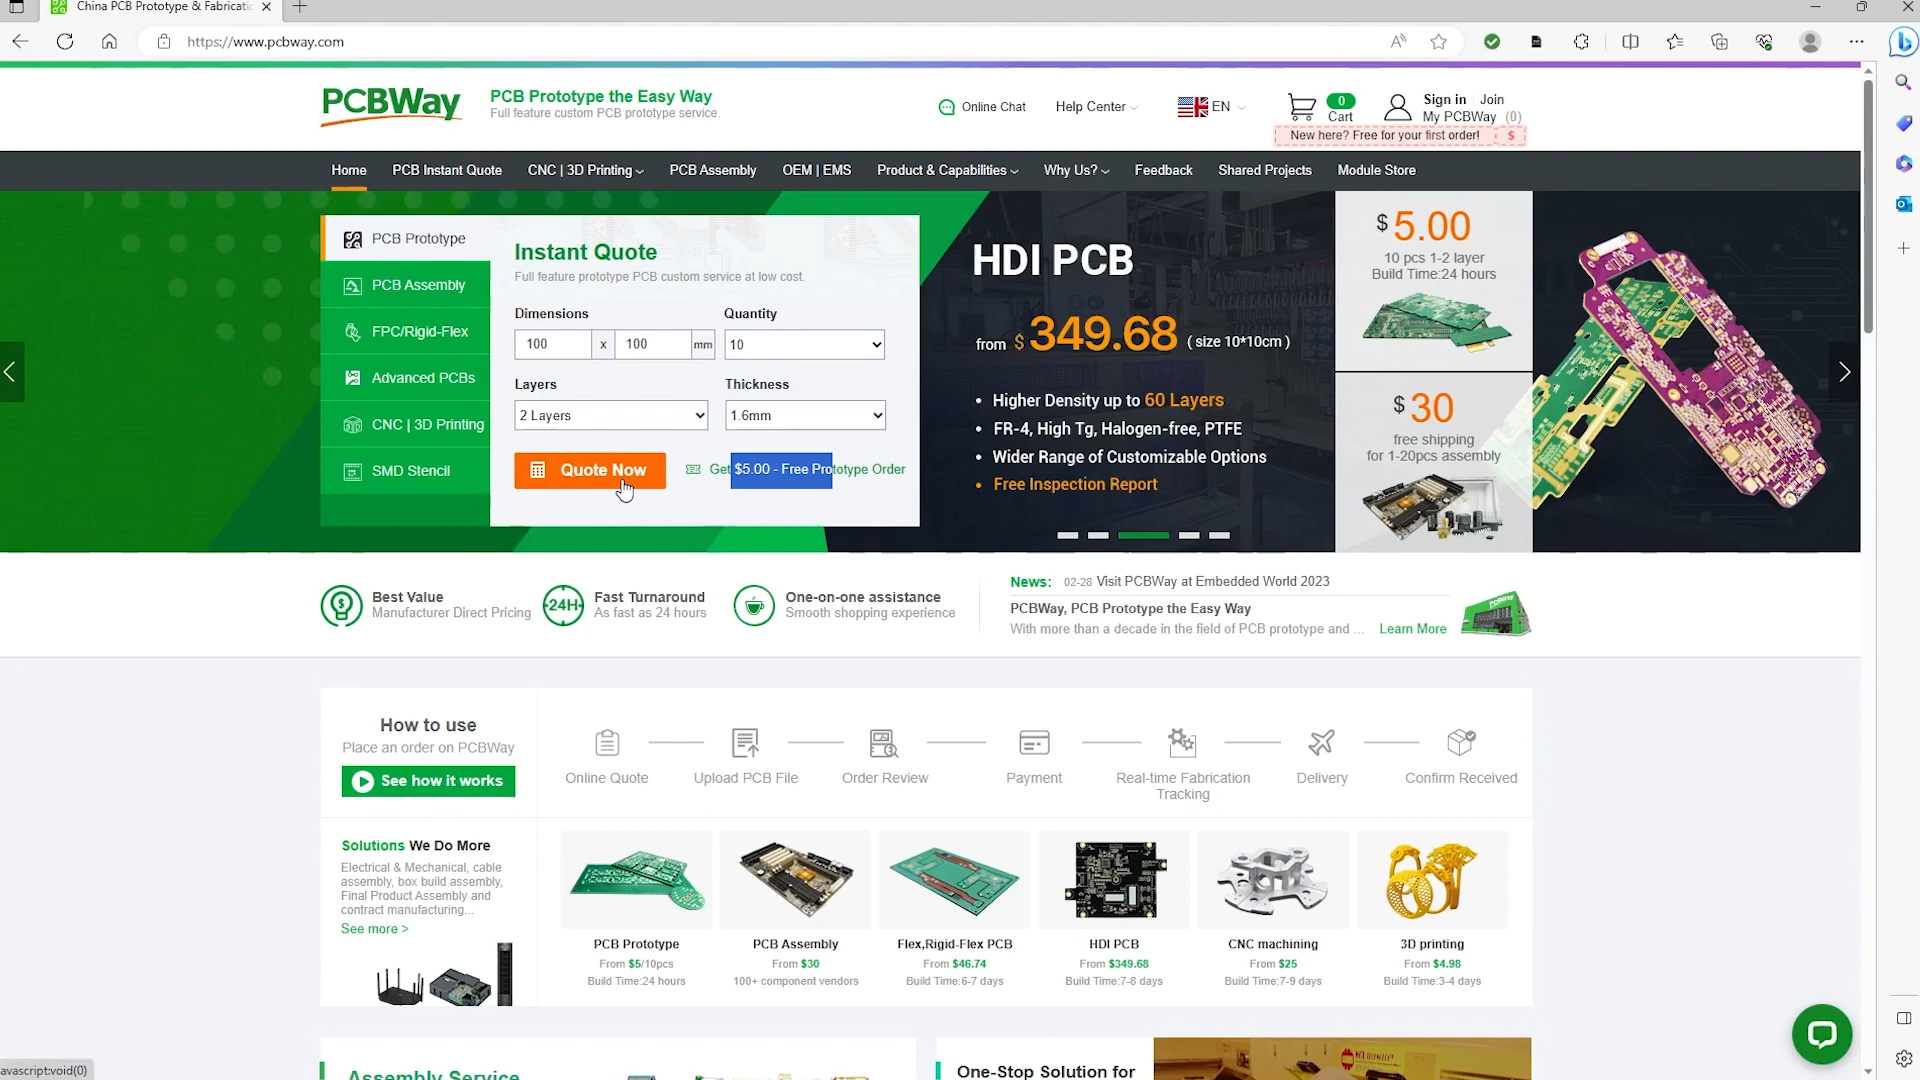 China PCB Prototype & Fabricatio
https://www.pcbway.com
PCBWay
PCB Prototype the Easy Way
Full feature custom PCB prototype service.
Online Chat
Help Center
EN
0
Cart
Sign in Join
My PCBWay (0)
New here? Free for your first order! $
Home
PCB Instant Quote
CNC | 3D Printing
PCB Assembly
OEM | EMS
Product & Capabilities
Why Us?
Feedback
Shared Projects
Module Store
PCB Prototype
PCB Assembly
FPC/Rigid-Flex
Advanced PCBs
CNC | 3D Printing
SMD Stencil
Instant Quote
Full feature prototype PCB custom service at low cost.
Dimensions
Quantity
100 x 100 mm
10
Layers
Thickness
2 Layers
1.6mm
Quote Now
Get $5.00 - Free Prototype Order
HDI PCB
from $ 349.68 ( size 10*10cm )
• Higher Density up to 60 Layers
• FR-4, High Tg, Halogen-free, PTFE
• Wider Range of Customizable Options
• Free Inspection Report
$5.00
10 pcs 1-2 layer
Build Time:24 hours
$30
free shipping
for 1-20pcs assembly
Best Value
Manufacturer Direct Pricing
24H
Fast Turnaround
As fast as 24 hours
One-on-one assistance
Smooth shopping experience
News: 02-28 Visit PCBWay at Embedded World 2023
PCBWay, PCB Prototype the Easy Way
With more than a decade in the field of PCB prototype and ... Learn More
How to use
Place an order on PCBWay
See how it works
Online Quote
Upload PCB File
Order Review
Payment
Real-time Fabrication
Tracking
Delivery
Confirm Received
Solutions We Do More
Electrical & Mechanical, cable
assembly, box build assembly,
Final Product Assembly and
contract manufacturing...
See more >
PCB Prototype
From $5/10pcs
Build Time:24 hours
PCB Assembly
From $30
100+ component vendors
Flex,Rigid-Flex PCB
From $46.74
Build Time:6-7 days
HDI PCB
From $349.68
Build Time:7-8 days
CNC machining
From $25
Build Time:7-9 days
3D printing
From $4.98
Build Time:3-4 days
Assembly Service
One-Stop Solution for
avascript:void(0)